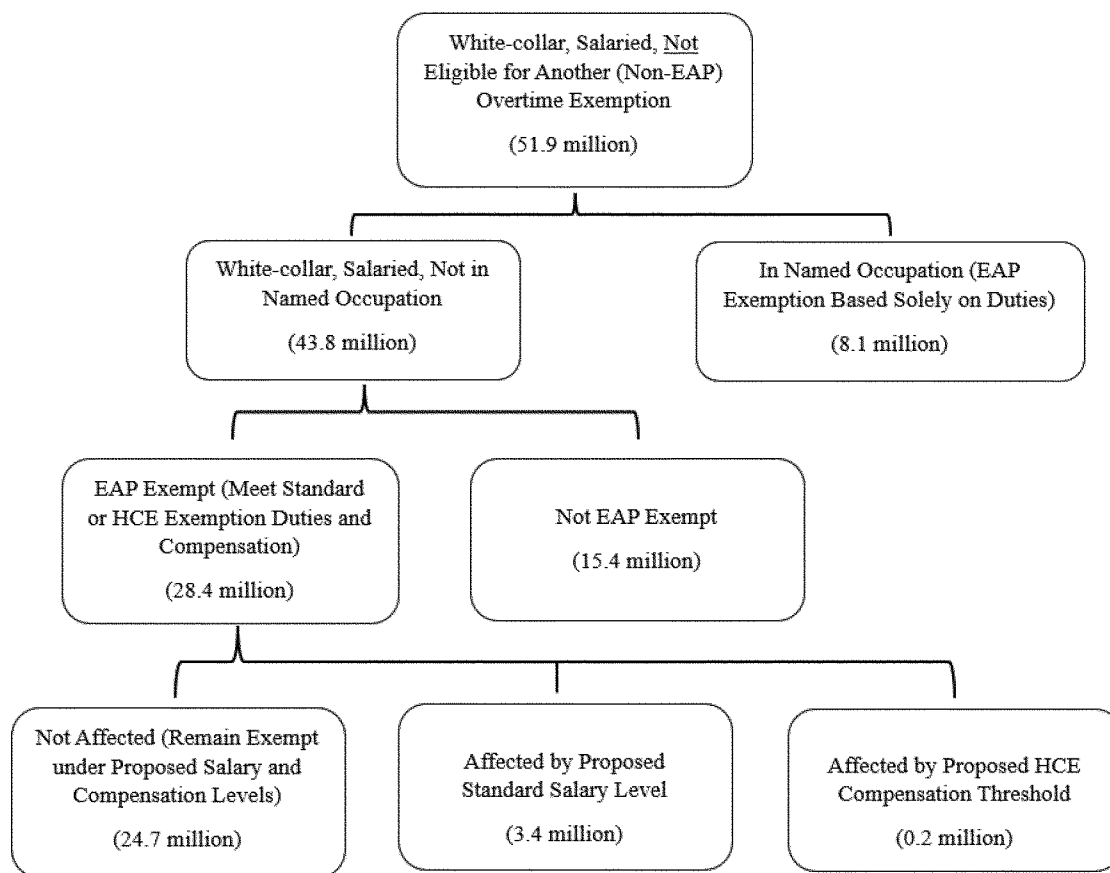 White-collar, Salaried, Not
Eligible for Another (Non-EAP)
Overtime Exemption
(51.9 million)
White-collar, Salaried, Not in
Named Occupation
(43.8 million)
In Named Occupation (EAP
Exemption Based Solely on Duties)
(8.1 million)
EAP Exempt (Meet Standard
or HCE Exemption Duties and
Compensation)
(28.4 million)
Not EAP Exempt
(15.4 million)
Not Affected (Remain Exempt
under Proposed Salary and
Compensation Levels)
(24.7 million)
Affected by Proposed
Standard Salary Level
(3.4 million)
Affected by Proposed HCE
Compensation Threshold
(0.2 million)